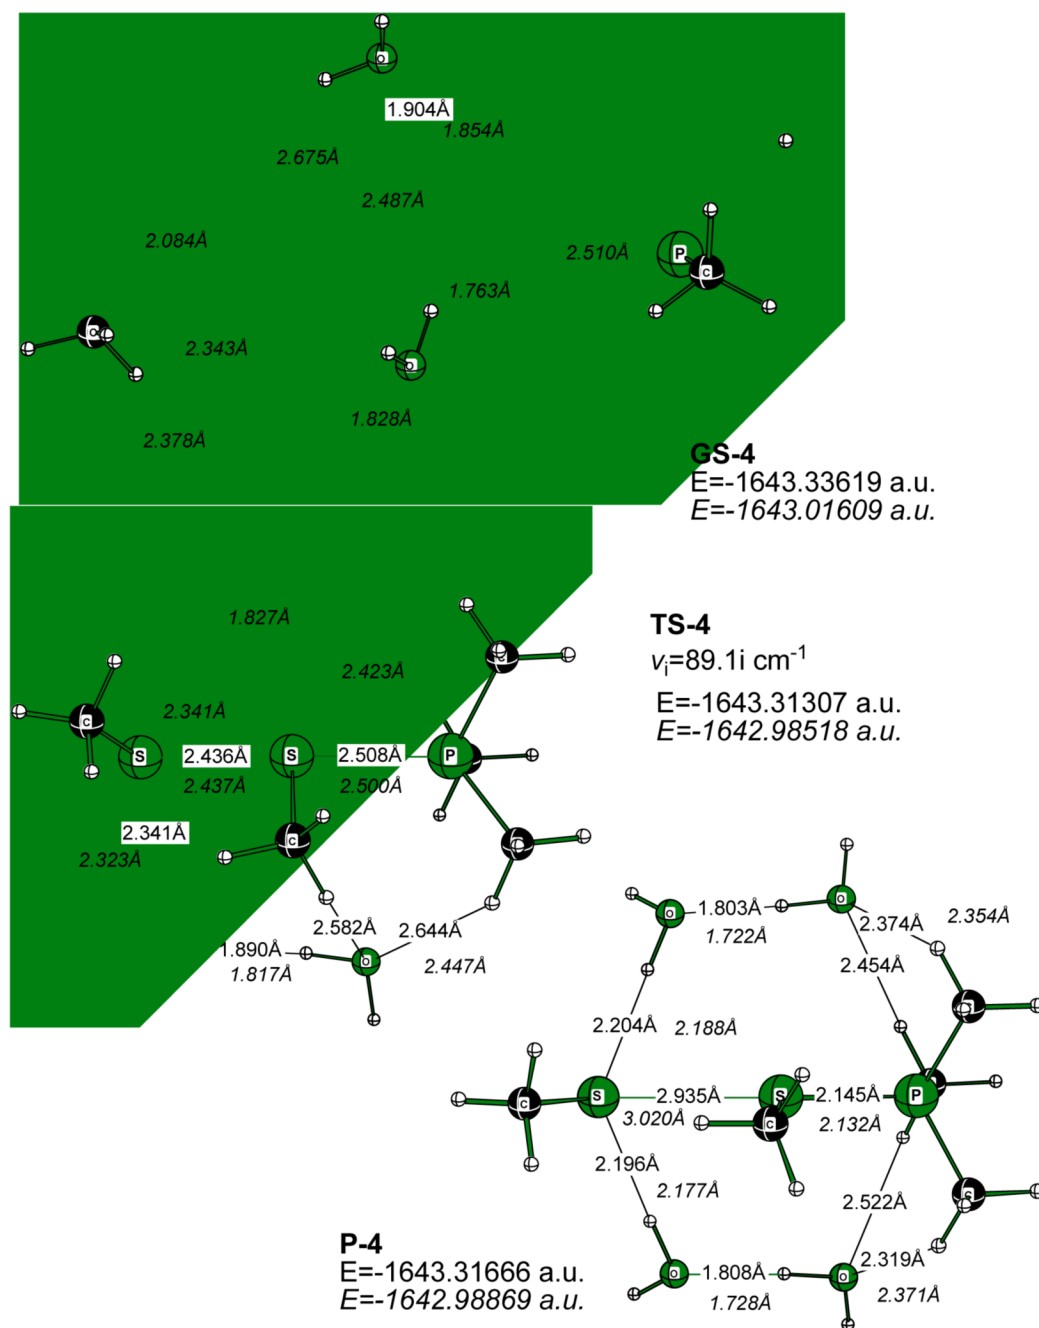 O
1.904Å
1.854Å
2.675Å
2.487Å
2.084Å
2.510Å
P
C
1.763Å
O
2.343Å
O
1.828Å
2.378Å
GS-4
E=-1643.33619 a.u.
E=-1643.01609 a.u.
1.827Å
TS-4
νi=89.1i cm-1
E=-1643.31307 a.u.
E=-1642.98518 a.u.
C
2.423Å
2.341Å
C
S
2.436Å
S
2.508Å
P
2.437Å
2.500Å
2.341Å
2.323Å
C
2.582Å
2.644Å
1.890Å
O
1.817Å
2.447Å
O
1.803Å
O
2.374Å
2.354Å
1.722Å
2.454Å
2.204Å
2.188Å
C
S
2.935Å
S
2.145Å
P
3.020Å
C
2.132Å
2.196Å
2.177Å
2.522Å
C
P-4
E=-1643.31666 a.u.
E=-1642.98869 a.u.
O
1.808Å
O
2.319Å
1.728Å
2.371Å